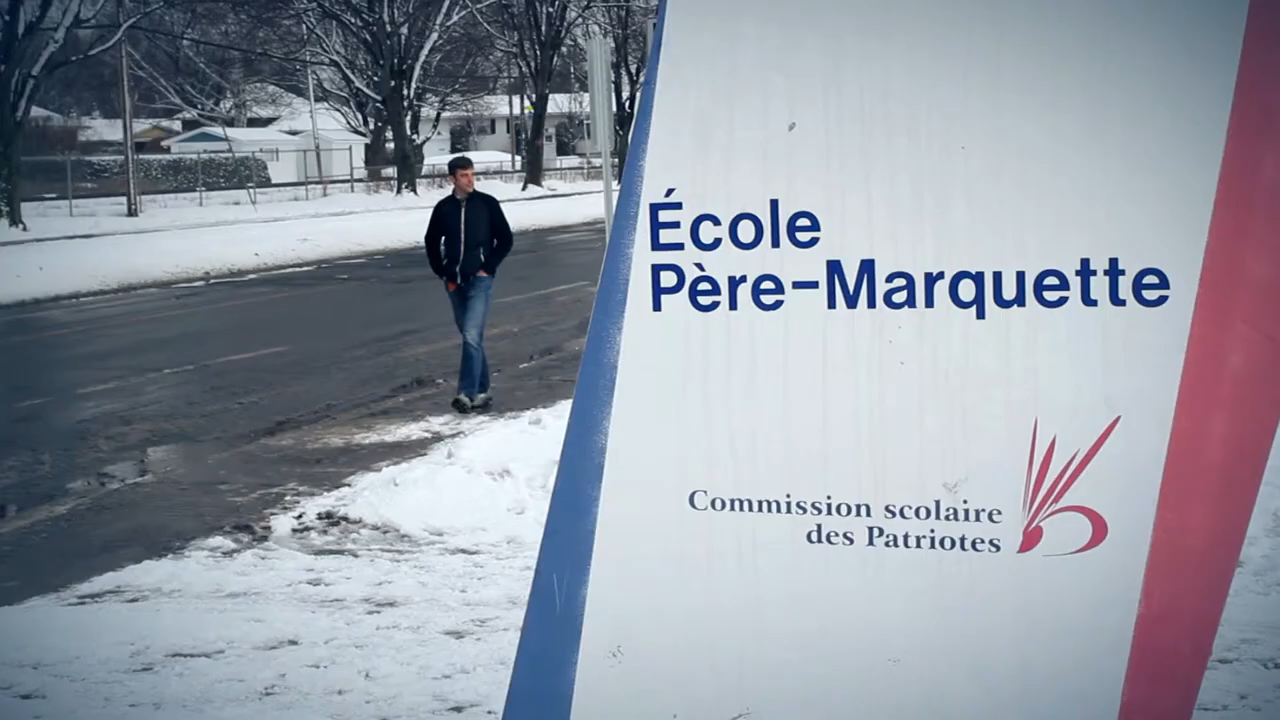 École
Père-Marquette
Commission scolaire
des Patriotes